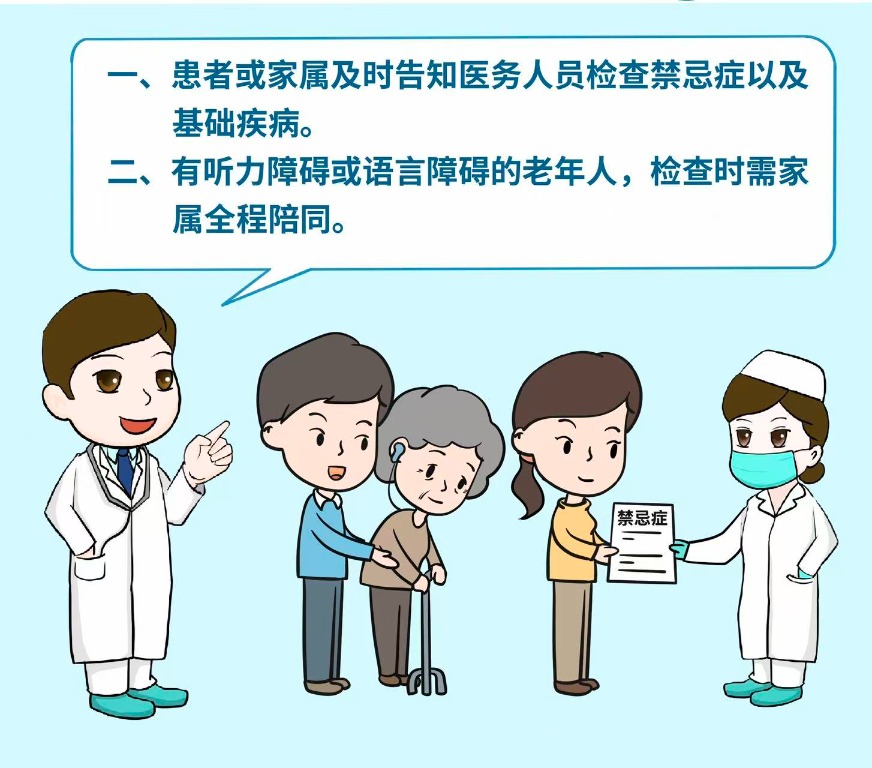 一、患者或家属及时告知医务人员检查禁忌症以及
基础疾病。
二、有听力障碍或语言障碍的老年人，检查时需家
属全程陪同。
禁忌症